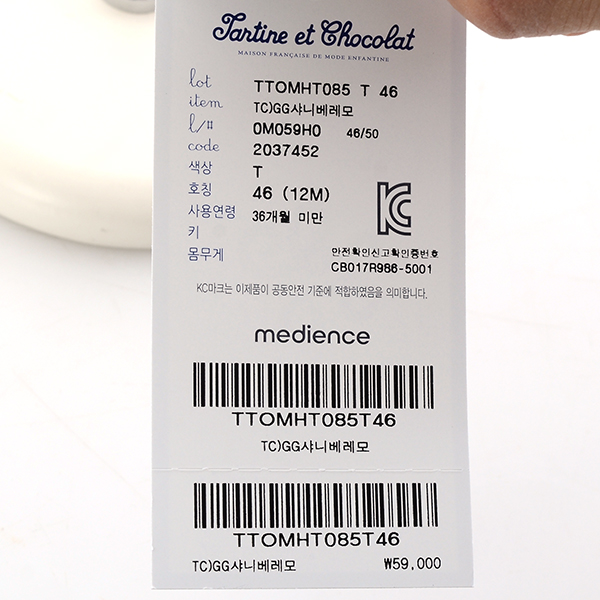 Tartine et Chocolat
MAISON FRANÇAISE DE MODE ENFANTINE
lot TTOMHT085 T 46
item TC)GG샤니베레모
l/# 0M059H0 46/50
code 2037452
색상 T
호칭 46 (12M)
사용연령 36개월 미만
키
몸무게
안전확인신고확인증번호
CB017R986-5001
KC마크는 이제품이 공동안전 기준에 적합하였음을 의미합니다.
medience
TTOMHT085T46
TC)GG샤니베레모
TTOMHT085T46
TC)GG샤니베레모 ₩59,000